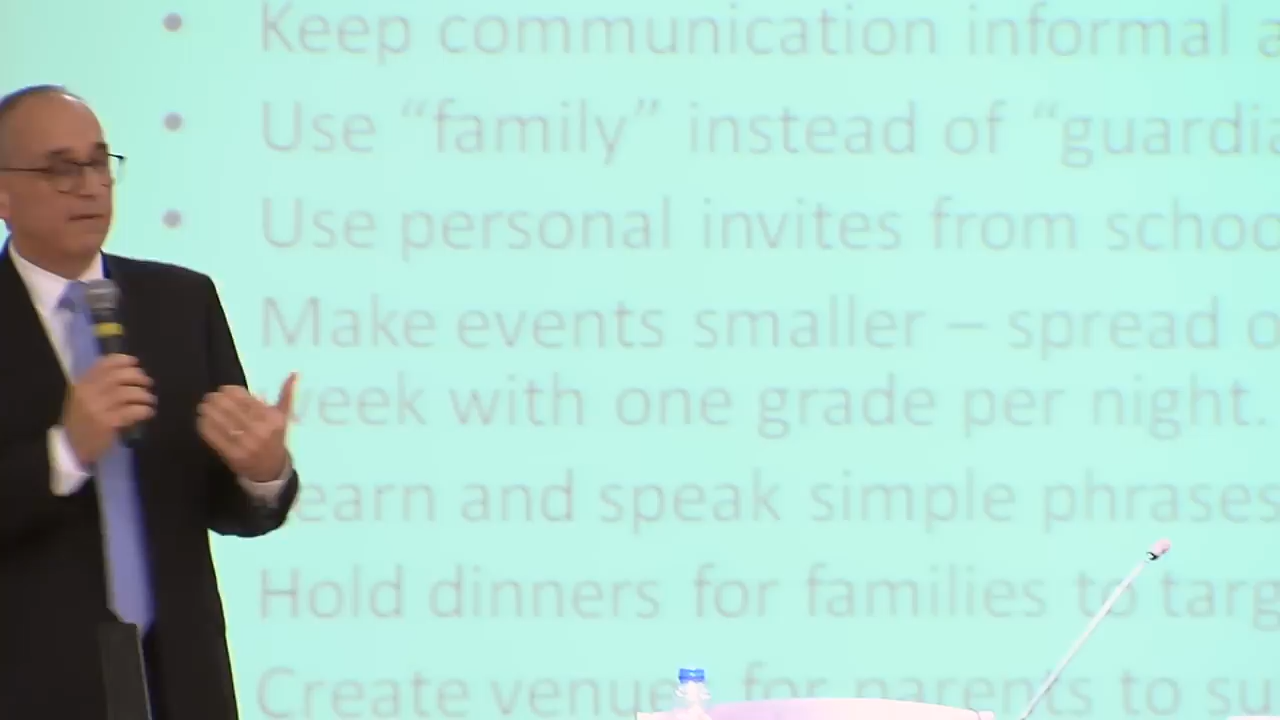 • Keep communication informal a
• Use “family” instead of “guardia
• Use personal invites from schoo
Make events smaller – spread o
week with one grade per night.
earn and speak simple phrases
Hold dinners for families to targ
Create venues for parents to su